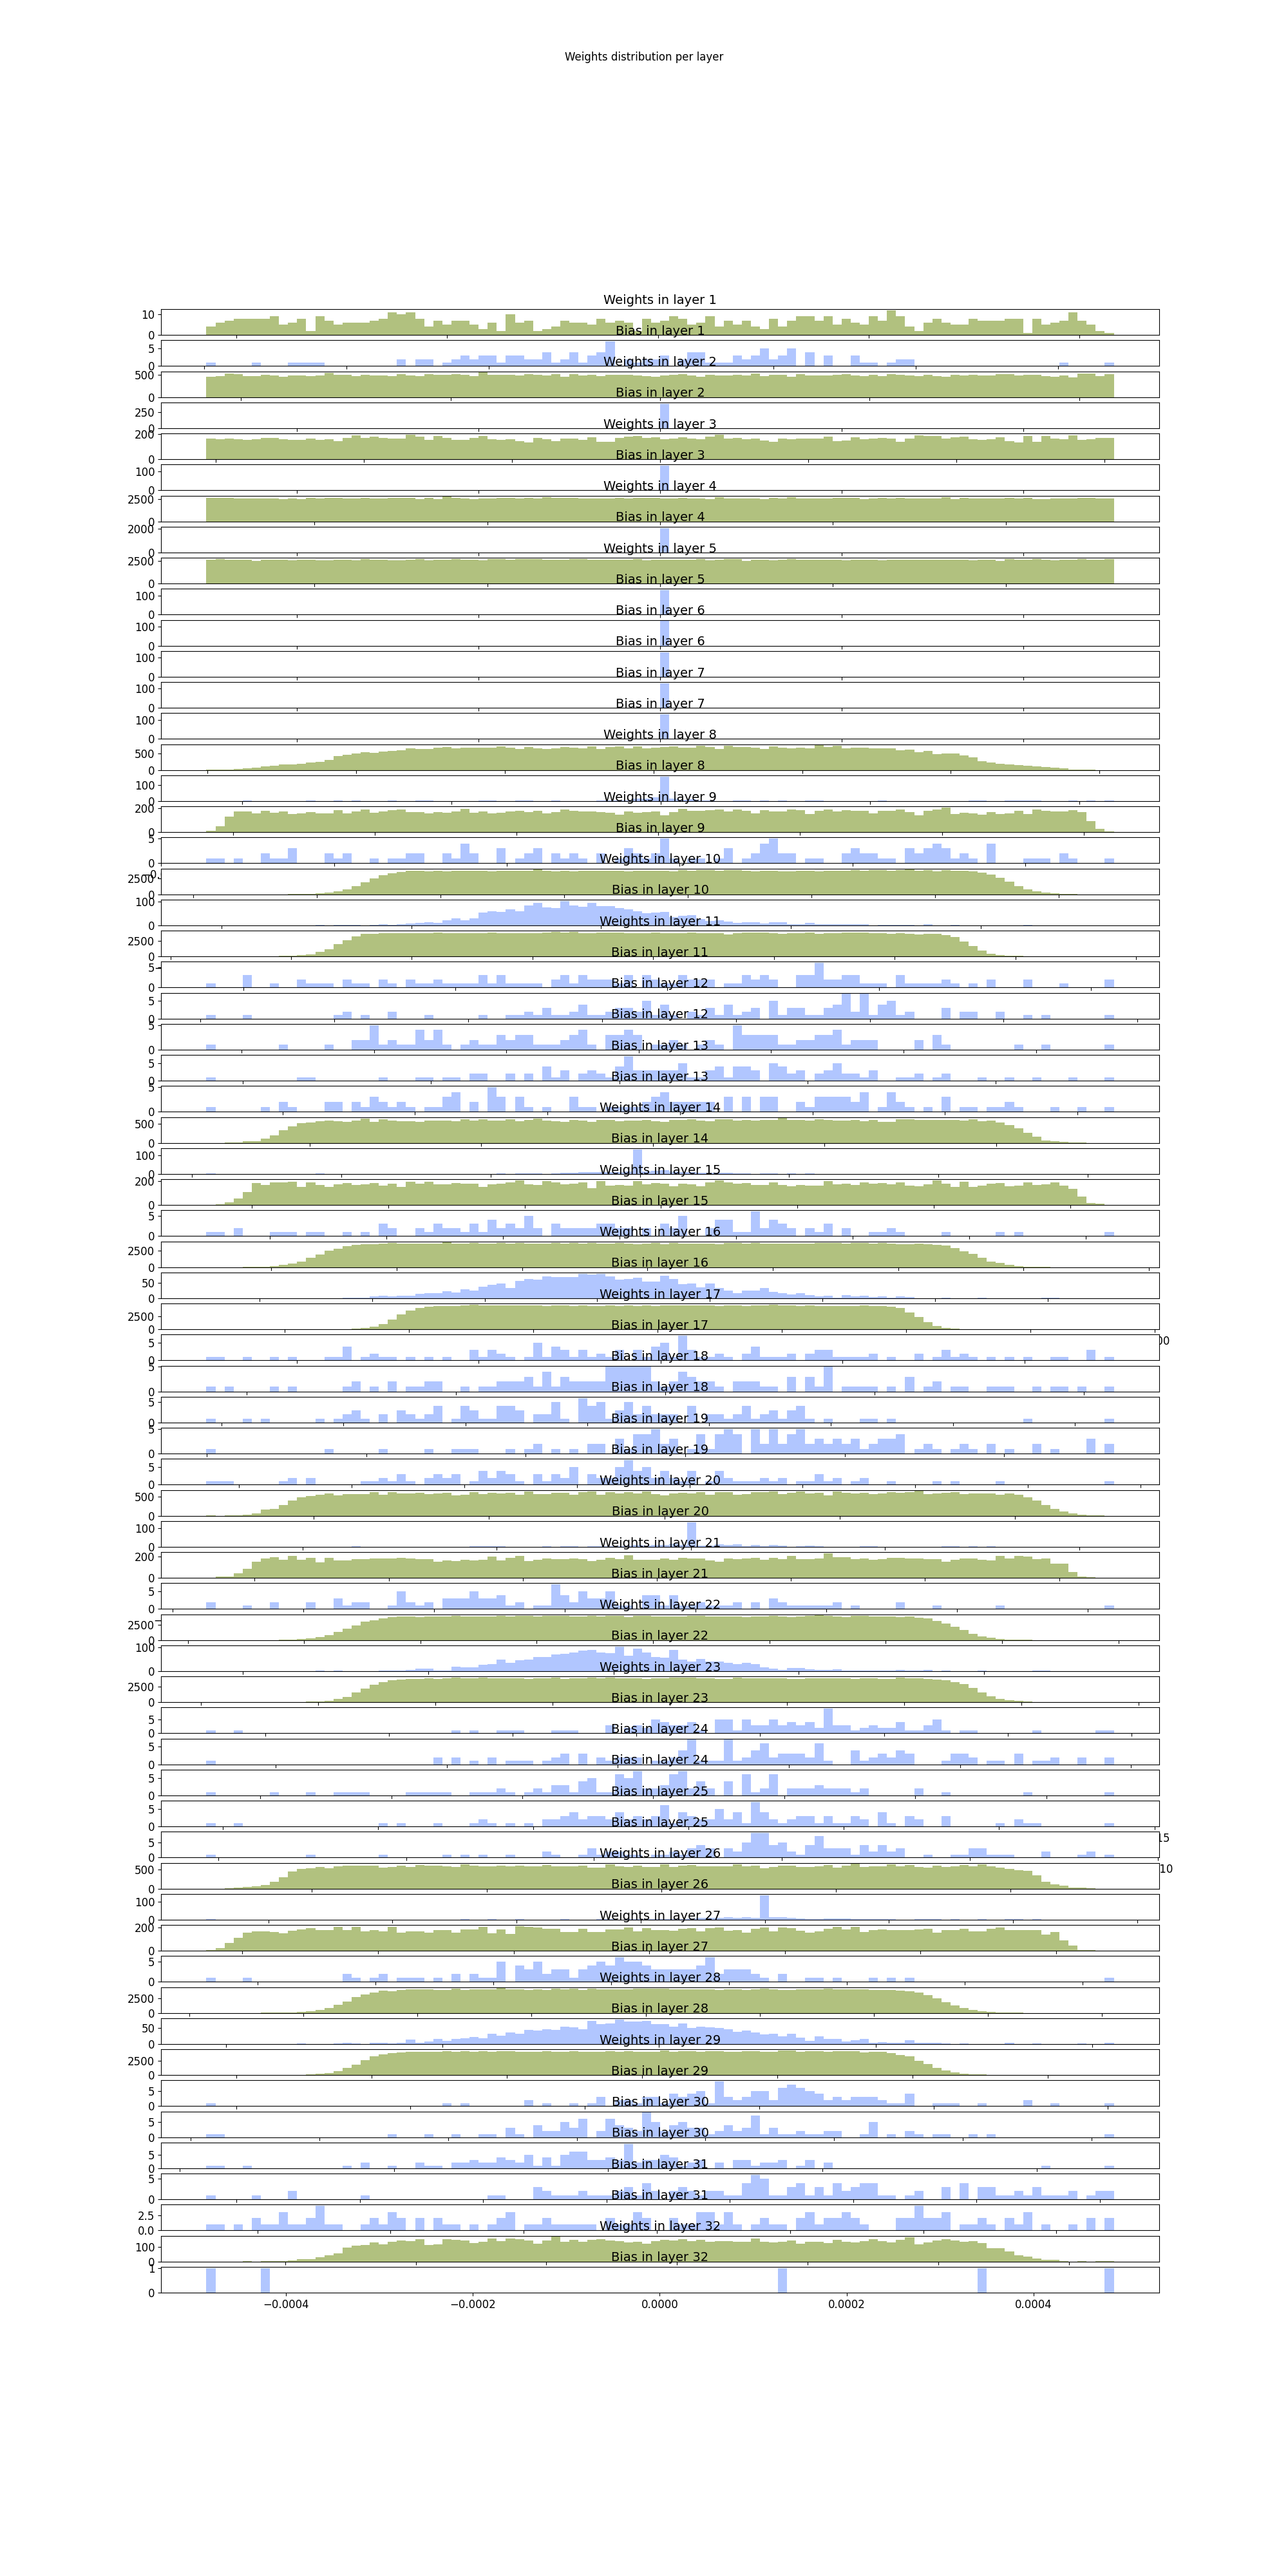 Weights distribution per layer
Weights in layer 1
10
0
Bias in layer 1
5
0
Weights in layer 2
500
0
Bias in layer 2
250
0
Weights in layer 3
200
0
Bias in layer 3
100
0
Weights in layer 4
2500
0
Bias in layer 4
2000
0
Weights in layer 5
2500
0
Bias in layer 5
100
0
Bias in layer 6
100
0
Bias in layer 6
100
0
Bias in layer 7
100
0
Bias in layer 7
100
0
Weights in layer 8
500
0
Bias in layer 8
100
0
Weights in layer 9
200
0
Bias in layer 9
5
0
Weights in layer 10
2500
0
Bias in layer 10
100
0
Weights in layer 11
2500
0
Bias in layer 11
5
0
Bias in layer 12
5
0
Bias in layer 12
5
0
Bias in layer 13
5
0
Bias in layer 13
5
0
Weights in layer 14
500
0
Bias in layer 14
100
0
Weights in layer 15
200
0
Bias in layer 15
5
0
Weights in layer 16
2500
0
Bias in layer 16
50
0
Weights in layer 17
2500
0
Bias in layer 17
00
5
0
Bias in layer 18
5
0
Bias in layer 18
5
0
Bias in layer 19
5
0
Bias in layer 19
5
0
Weights in layer 20
500
0
Bias in layer 20
100
0
Weights in layer 21
200
0
Bias in layer 21
5
0
Weights in layer 22
2500
0
Bias in layer 22
100
0
Weights in layer 23
2500
0
Bias in layer 23
5
0
Bias in layer 24
5
0
Bias in layer 24
5
0
Bias in layer 25
5
0
Bias in layer 25
15
5
0
Weights in layer 26
10
500
0
Bias in layer 26
100
0
Weights in layer 27
200
0
Bias in layer 27
5
0
Weights in layer 28
2500
0
Bias in layer 28
50
0
Weights in layer 29
2500
0
Bias in layer 29
5
0
Bias in layer 30
5
0
Bias in layer 30
5
0
Bias in layer 31
5
0
Bias in layer 31
2.5
0.0
Weights in layer 32
100
0
Bias in layer 32
1
0
−0.0004 −0.0002 0.0000 0.0002 0.0004